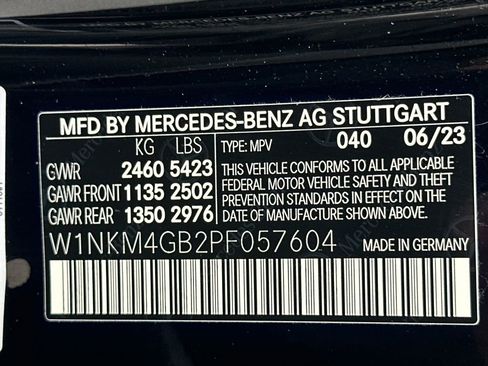 MFD BY MERCEDES-BENZ AG STUTTGART
KG LBS TYPE: MPV 040 06/23
GVWR 2460 5423
GAWR FRONT 1135 2502
GAWR REAR 1350 2976
THIS VEHICLE CONFORMS TO ALL APPLICABLE
FEDERAL MOTOR VEHICLE SAFETY AND THEFT
PREVENTION STANDARDS IN EFFECT ON THE
DATE OF MANUFACTURE SHOWN ABOVE.
W1NKM4GB2PF057604 MADE IN GERMANY